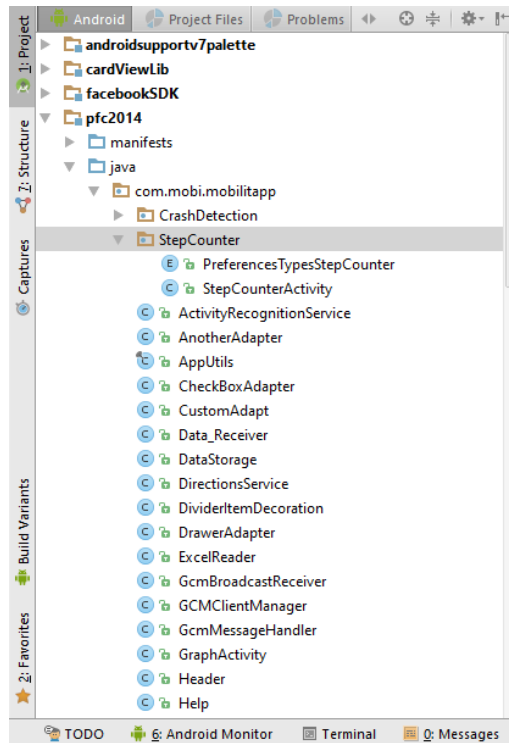 Android Project Files Problems
1: Project
7: Structure
Captures
Build Variants
2: Favorites
androidsupportv7palette
cardViewLib
facebookSDK
pfc2014
manifests
java
com.mobi.mobilitapp
CrashDetection
StepCounter
E PreferencesTypesStepCounter
C StepCounterActivity
C ActivityRecognitionService
C AnotherAdapter
C AppUtils
C CheckBoxAdapter
C CustomAdapt
C Data_Receiver
C DataStorage
C DirectionsService
C DividerItemDecoration
C DrawerAdapter
C ExcelReader
C GcmBroadcastReceiver
C GCMClientManager
C GcmMessageHandler
C GraphActivity
C Header
C Help
TODO 6: Android Monitor Terminal 0: Messages